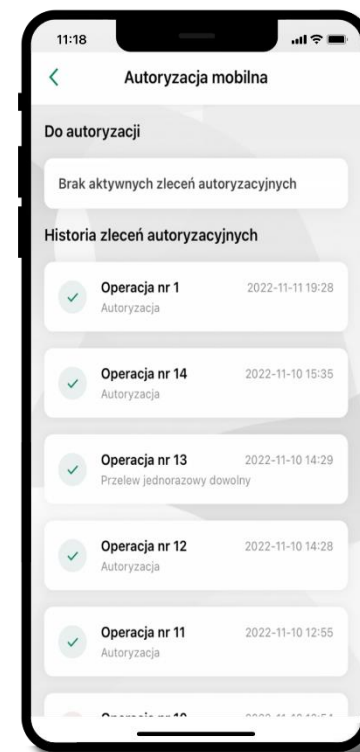 11:18
Autoryzacja mobilna
Do autoryzacji
Brak aktywnych zleceń autoryzacyjnych
Historia zleceń autoryzacyjnych
Operacja nr 1 2022-11-11 19:28
Autoryzacja
Operacja nr 14 2022-11-10 15:35
Autoryzacja
Operacja nr 13 2022-11-10 14:29
Przelew jednorazowy dowolny
Operacja nr 12 2022-11-10 14:28
Autoryzacja
Operacja nr 11 2022-11-10 12:55
Autoryzacja
Operacja nr 10